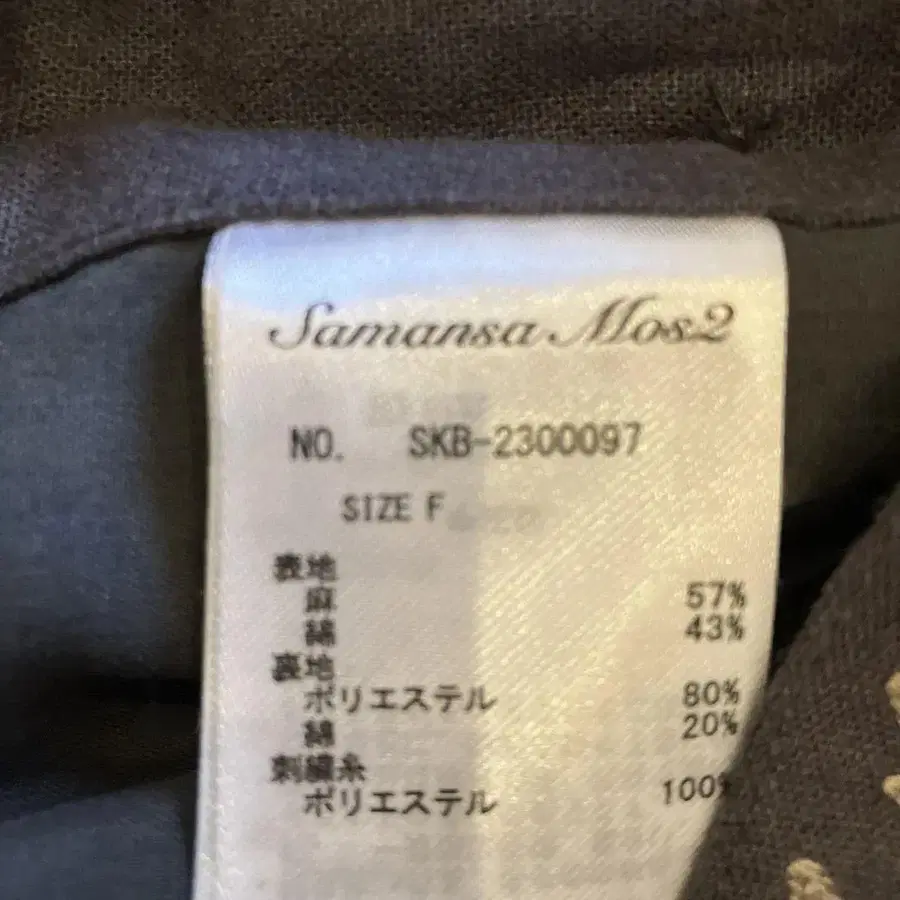 Samansa Mos2
NO. SKB-2300097
SIZE F
表地
麻 57%
綿 43%
裏地
ポリエステル 80%
綿 20%
刺繍糸
ポリエステル 100%